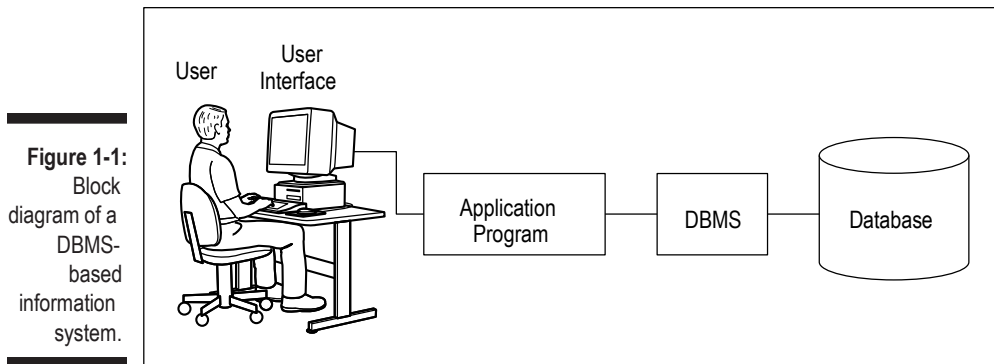 Figure 1-1:
Block
diagram of a
DBMS-
based
information
system.
User
User
Interface
Application
Program
DBMS
Database